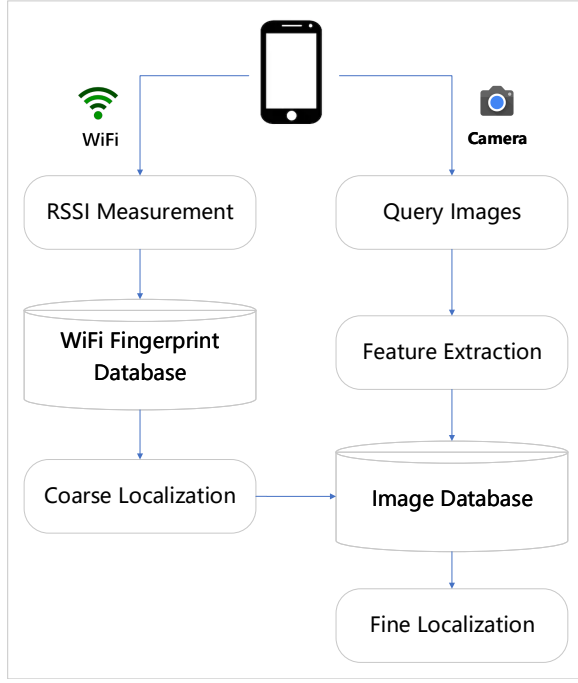 WiFi
Camera
RSSI Measurement
Query Images
WiFi Fingerprint
Database
Feature Extraction
Coarse Localization
Image Database
Fine Localization